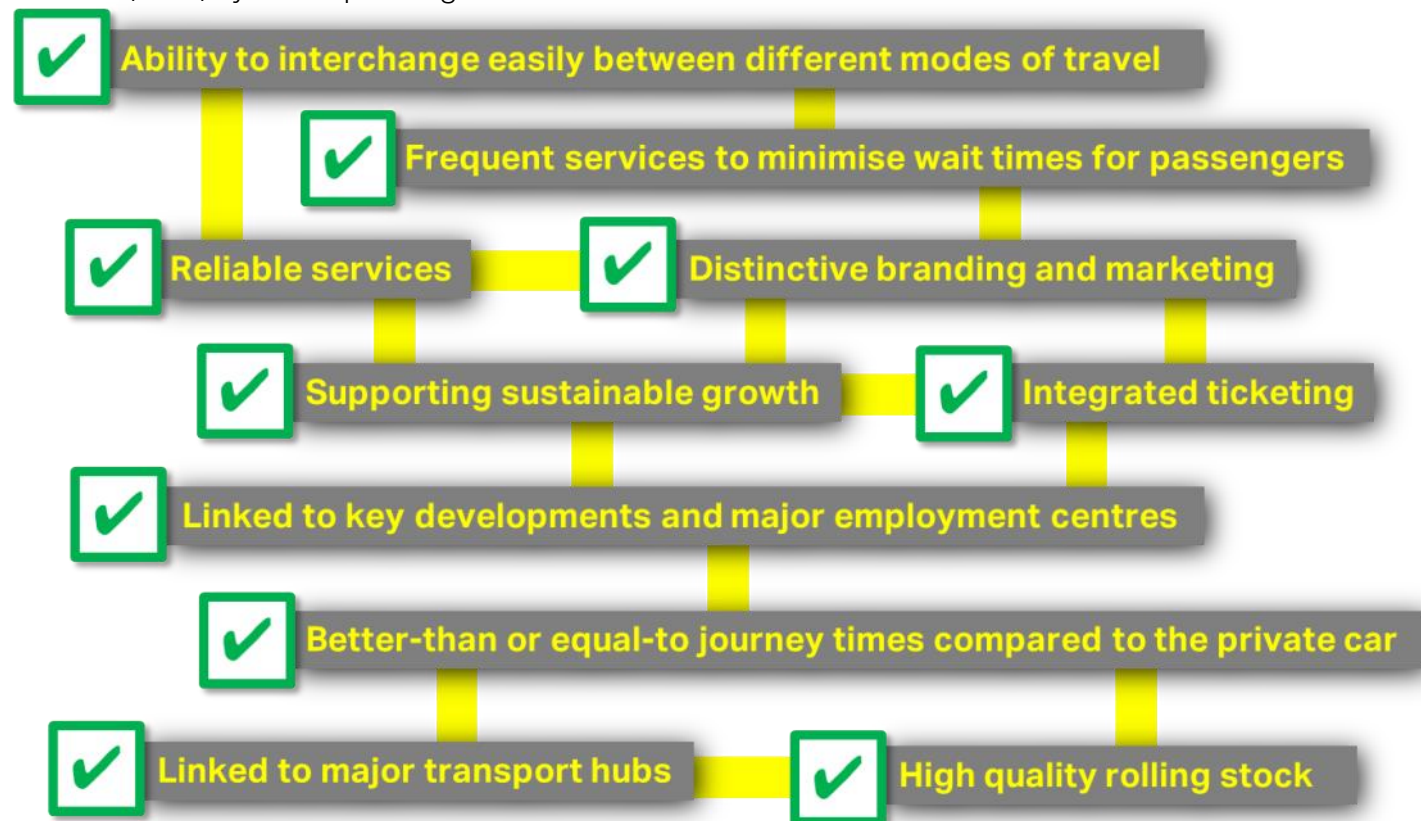 Ability to interchange easily between different modes of travel
Frequent services to minimise wait times for passengers
Reliable services
Distinctive branding and marketing
Supporting sustainable growth
Integrated ticketing
Linked to key developments and major employment centres
Better-than or equal-to journey times compared to the private car
Linked to major transport hubs
High quality rolling stock